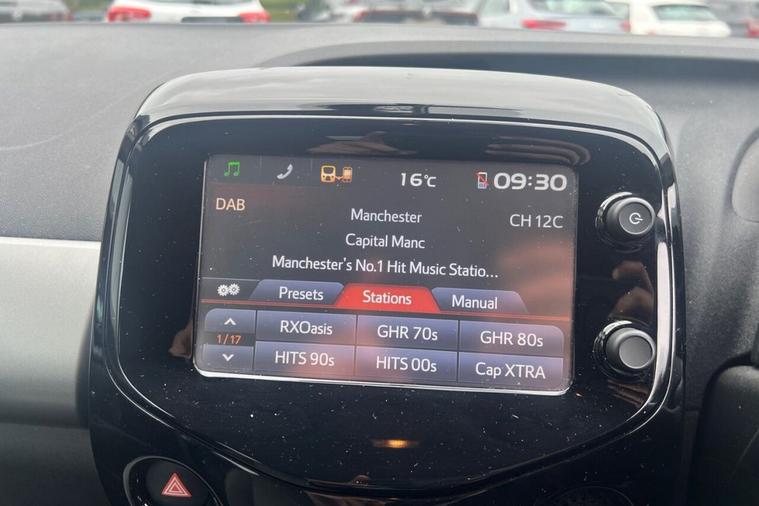 16°C 09:30
DAB
Manchester CH 12C
Capital Manc
Manchester's No.1 Hit Music Statio...
Presets Stations Manual
RXOasis GHR 70s GHR 80s
1/17
HITS 90s HITS 00s Cap XTRA